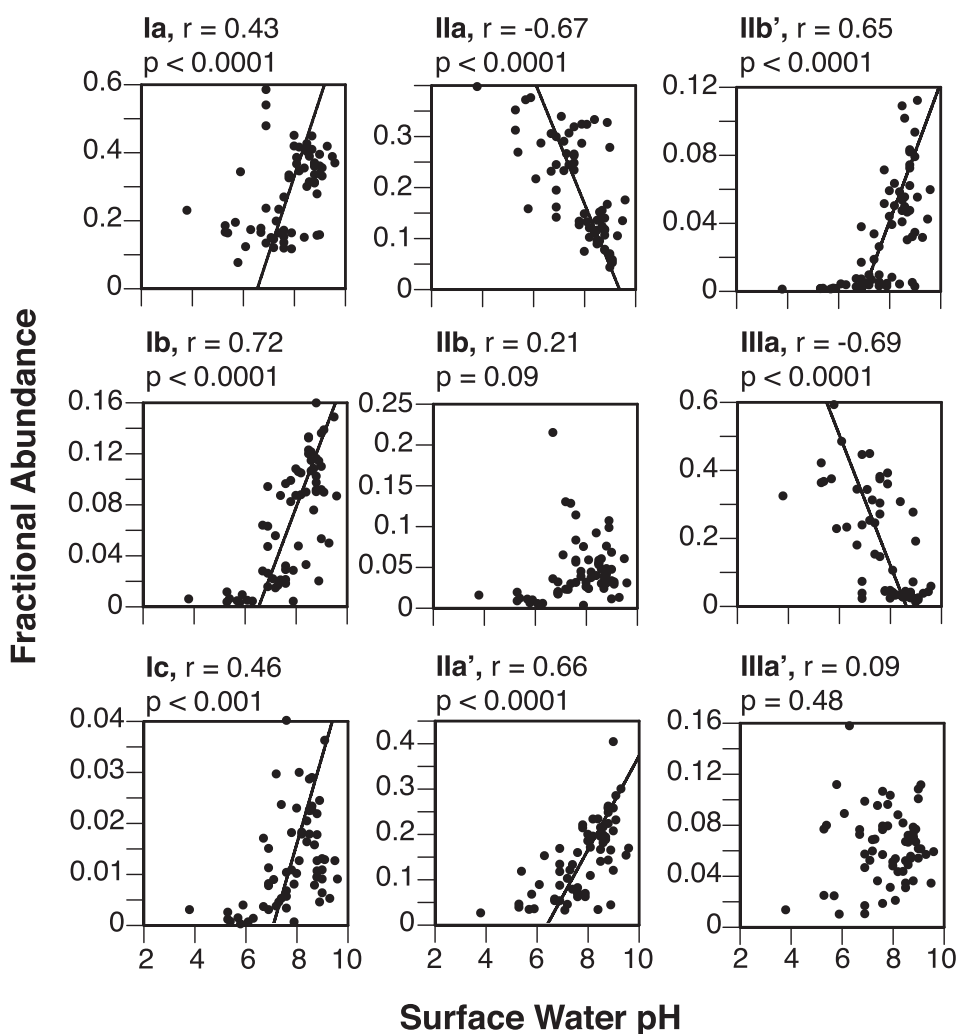 Ia, r = 0.43
p < 0.0001
0.6
0.4
0.2
0
IIa, r = -0.67
p < 0.0001
0.3
0.2
0.1
0
IIb’, r = 0.65
p < 0.0001
0.12
0.08
0.04
0
Ib, r = 0.72
p < 0.0001
0.16
0.12
0.08
0.04
0
IIb, r = 0.21
p = 0.09
0.25
0.2
0.15
0.1
0.05
0
IIIa, r = -0.69
p < 0.0001
0.6
0.4
0.2
0
Ic, r = 0.46
p < 0.001
0.04
0.03
0.02
0.01
0
2 4 6 8 10
IIa’, r = 0.66
p < 0.0001
0.4
0.3
0.2
0.1
0
2 4 6 8 10
IIIa’, r = 0.09
p = 0.48
0.16
0.12
0.08
0.04
0
2 4 6 8 10
Fractional Abundance
Surface Water pH